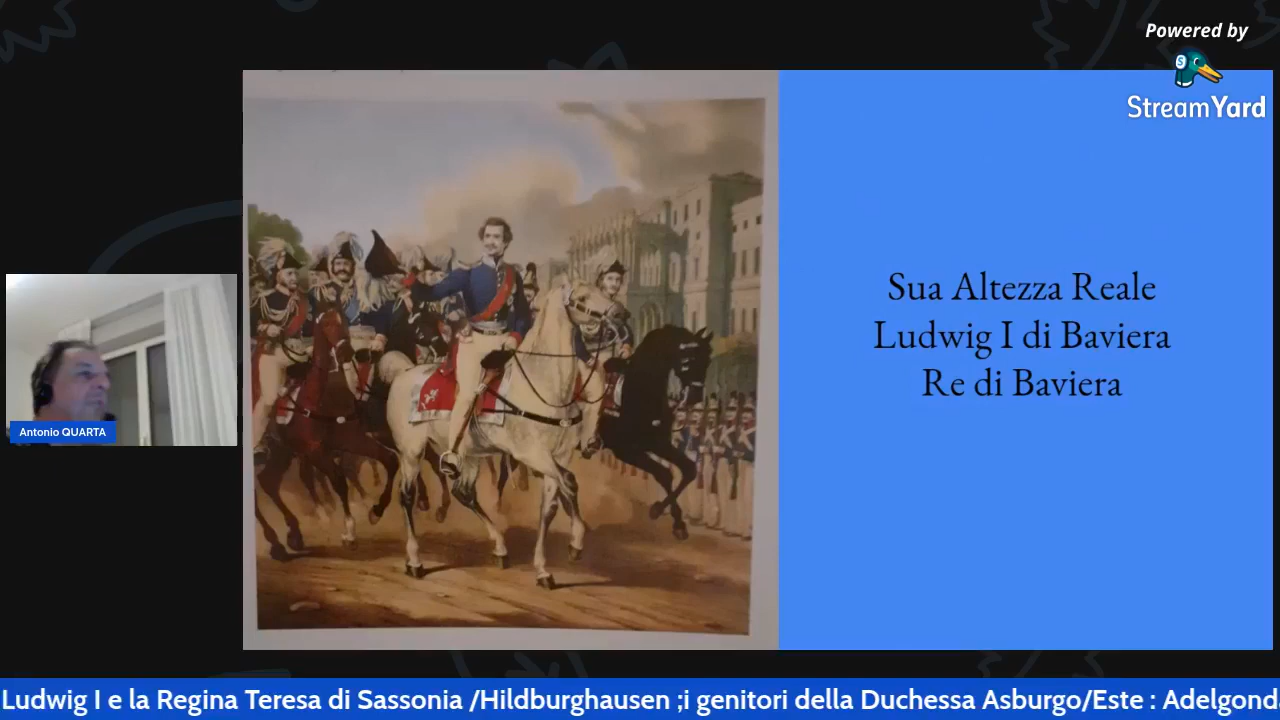 Powered by
StreamYard
Sua Altezza Reale
Ludwig I di Baviera
Re di Baviera
Antonio QUARTA
Ludwig I e la Regina Teresa di Sassonia /Hildburghausen ;i genitori della Duchessa Asburgo/Este : Adelgond